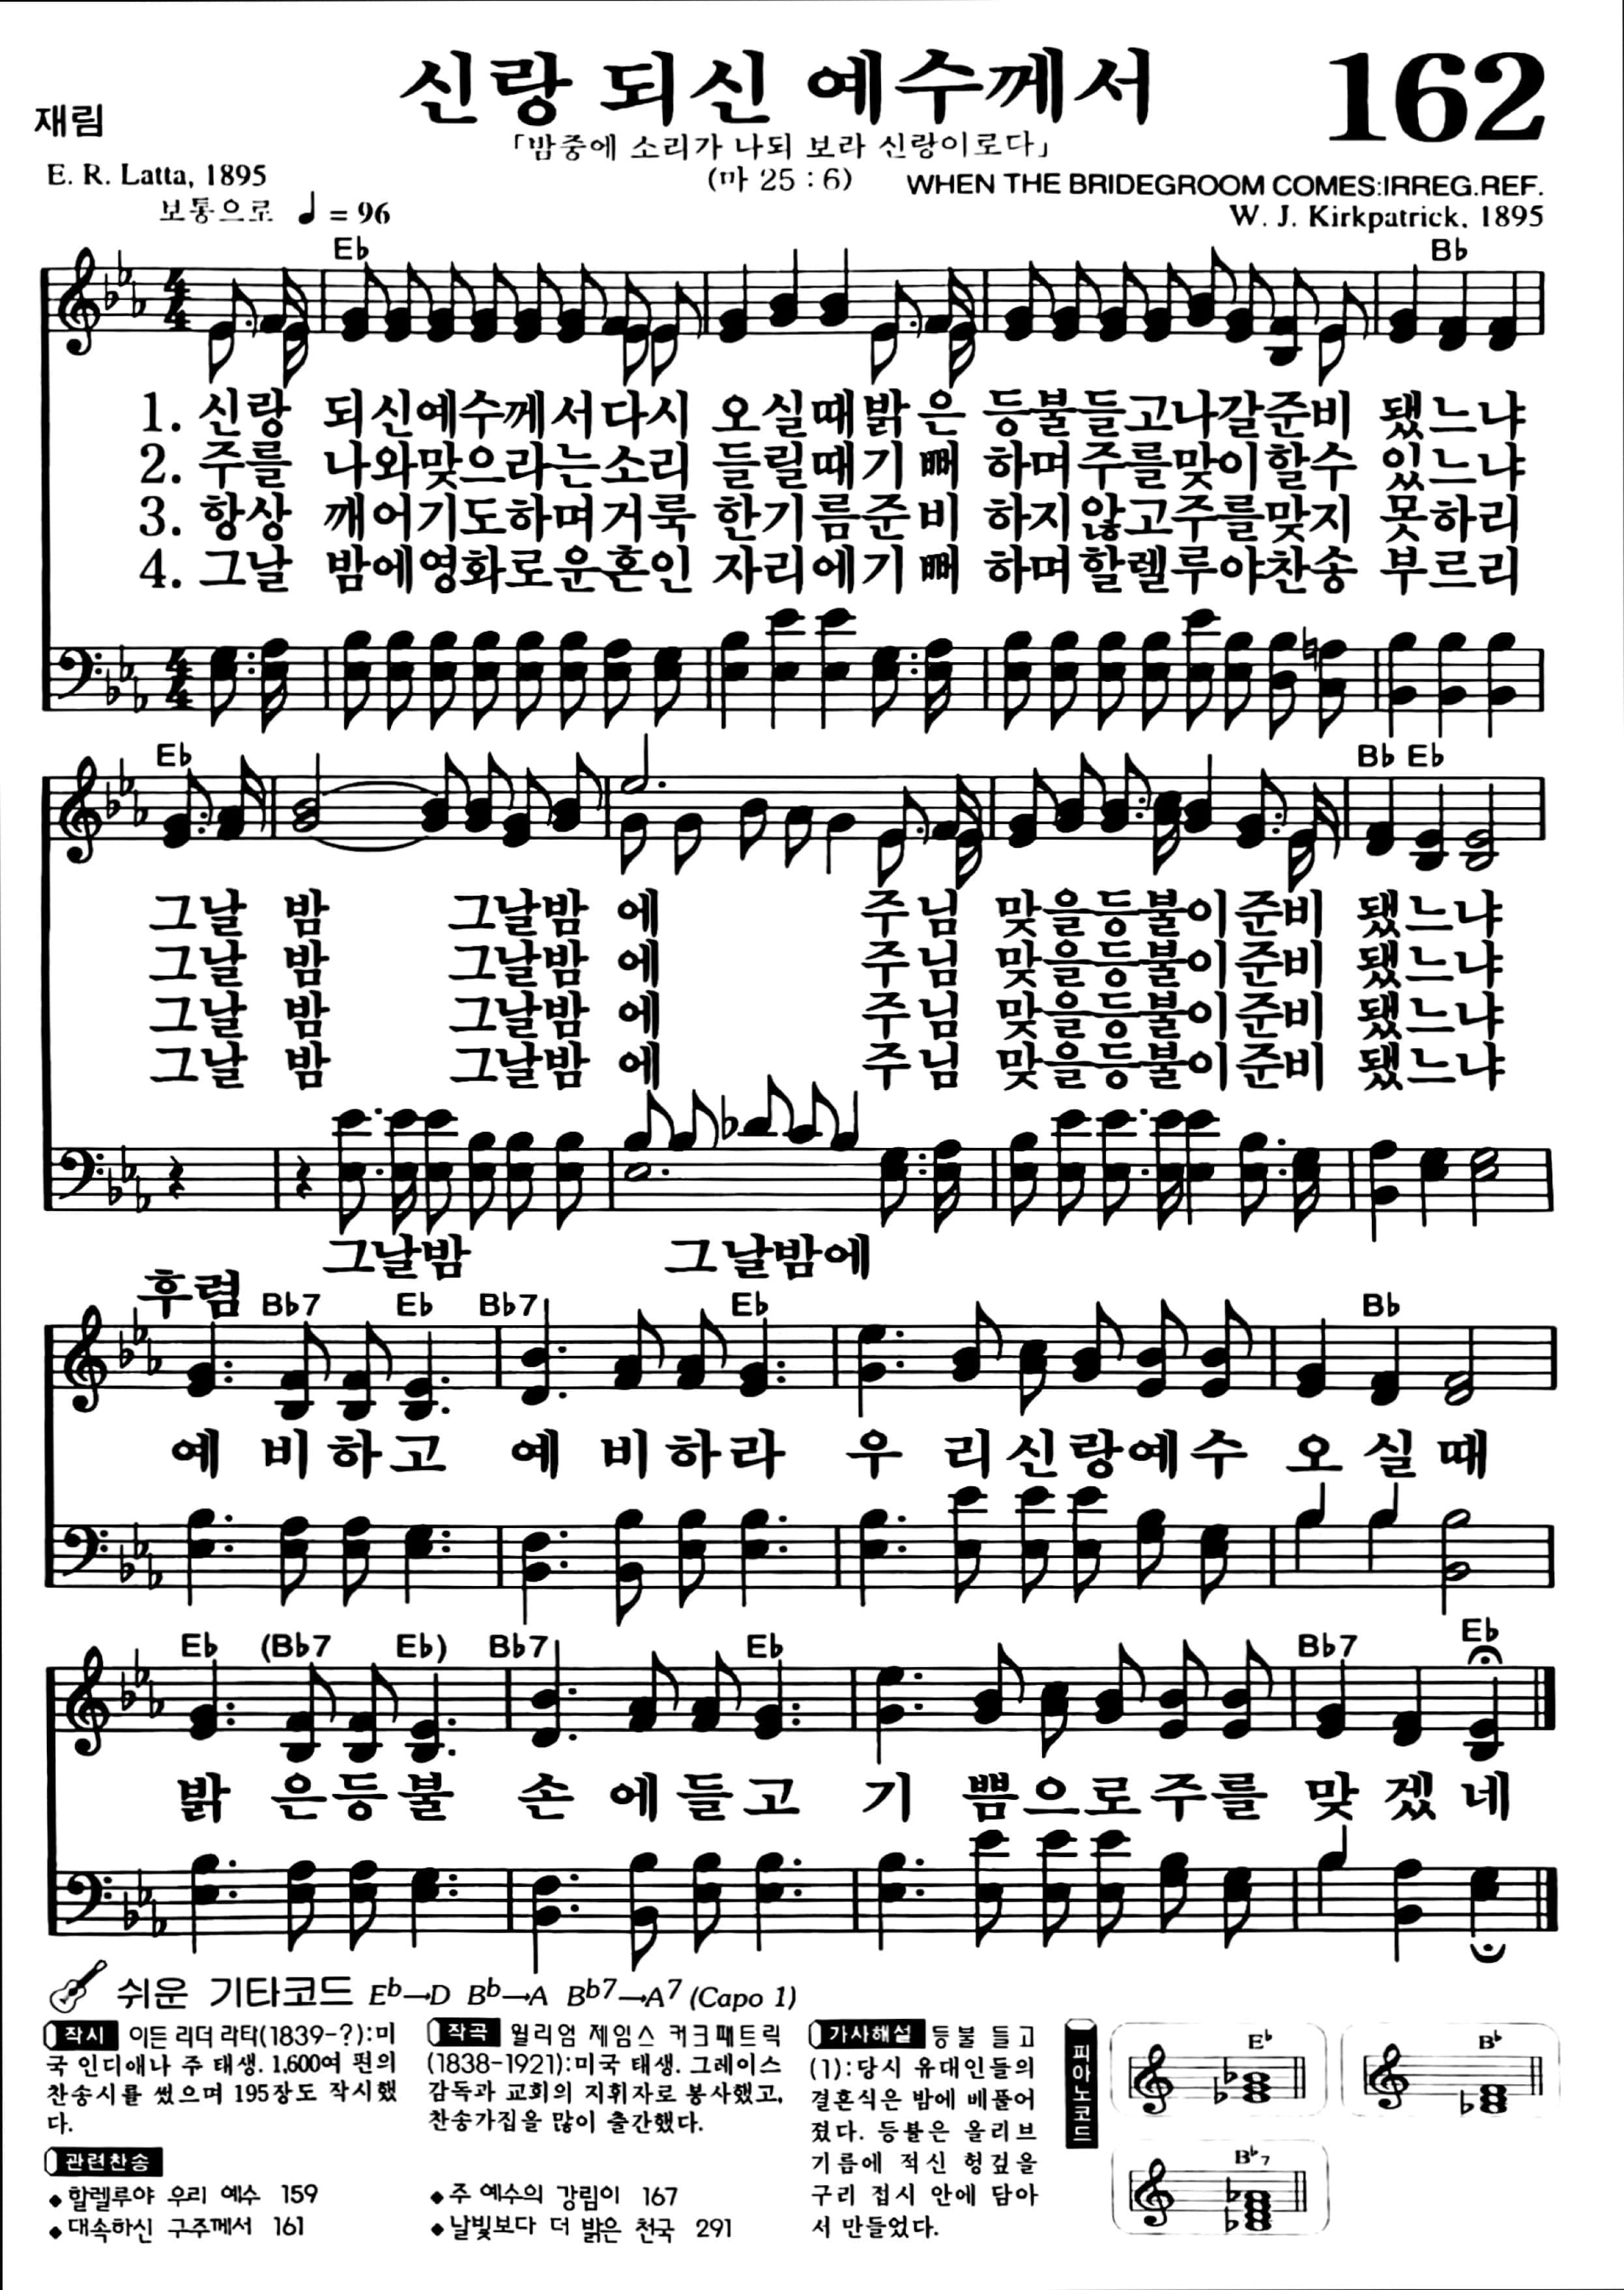 신랑 되신 예수께서
162
재림
「밤중에 소리가 나되 보라 신랑이로다」
(마 25 : 6)
E. R. Latta, 1895
WHEN THE BRIDEGROOM COMES:IRREG.REF.
보통으로 ♩ = 96
W. J. Kirkpatrick, 1895
E♭ B♭
1. 신랑 되신예수께서다시 오실때밝은 등불들고나갈준비 됐느냐
2. 주를 나와맞으라는소리 들릴때기뻐 하며주를맞이할수 있느냐
3. 항상 깨어기도하며거룩 한기름준비 하지않고주를맞지 못하리
4. 그날 밤에영화로운혼인 자리에기뻐 하며할렐루야찬송 부르리
E♭ B♭ E♭
그날 밤 그날밤 에 주님 맞을등불이준비 됐느냐
그날 밤 그날밤 에 주님 맞을등불이준비 됐느냐
그날 밤 그날밤 에 주님 맞을등불이준비 됐느냐
그날 밤 그날밤 에 주님 맞을등불이준비 됐느냐
그날밤 그날밤에
후렴 B♭7 E♭ B♭7 E♭ B♭
예 비하고 예 비하라 우 리신랑예수 오 실 때
E♭ (B♭7 E♭) B♭7 E♭ B♭7 E♭
밝 은등불 손 에들고 기 쁨으로주를 맞 겠 네
쉬운 기타코드 E♭→D B♭→A B♭7→A7 (Capo 1)
작시 이든 리더 라타(1839-?):미
국 인디애나 주 태생. 1,600여 편의
찬송시를 썼으며 195장도 작시했
다.
작곡 윌리엄 제임스 커크패트릭
(1838-1921):미국 태생. 그레이스
감독과 교회의 지휘자로 봉사했고,
찬송가집을 많이 출간했다.
가사해설 등불 들고
(1):당시 유대인들의
결혼식은 밤에 베풀어
졌다. 등불은 올리브
기름에 적신 헝겊을
구리 접시 안에 담아
서 만들었다.
피아노코드
E♭
B♭
B♭7
관련찬송
◆할렐루야 우리 예수 159
◆대속하신 구주께서 161
◆주 예수의 강림이 167
◆날빛보다 더 밝은 천국 291